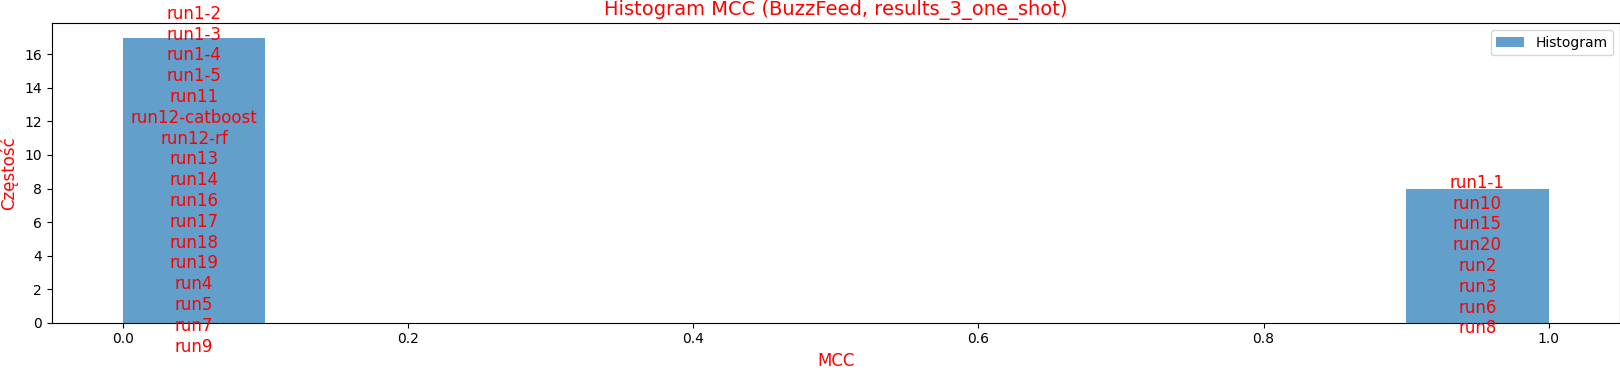 Histogram MCC (BuzzFeed, results_3_one_shot)
Histogram
Częstość
16
14
12
10
8
6
4
2
0
run1-2
run1-3
run1-4
run1-5
run11
run12-catboost
run12-rf
run13
run14
run16
run17
run18
run19
run4
run5
run7
run9
run1-1
run10
run15
run20
run2
run3
run6
run8
0.0 0.2 0.4 0.6 0.8 1.0
MCC